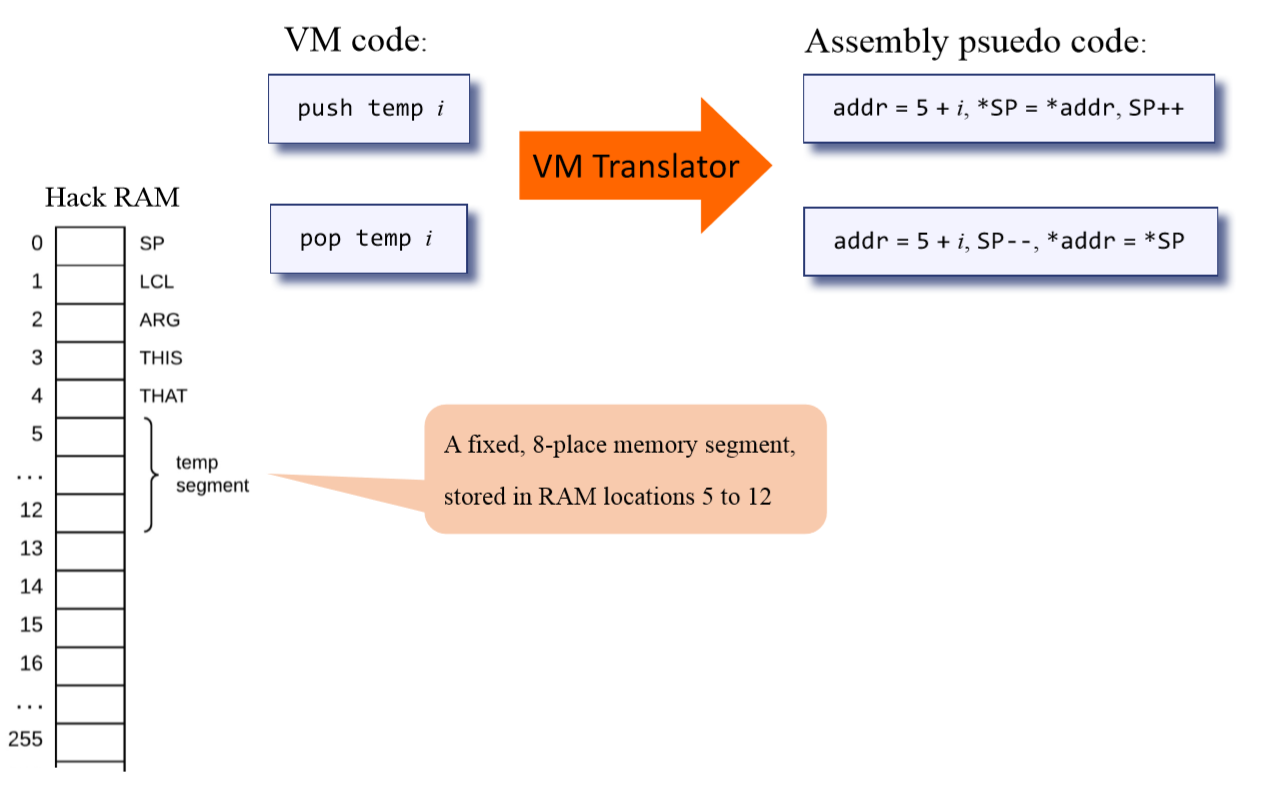 VM code:
Assembly psuedo code:
push temp i
addr = 5 + i, *SP = *addr, SP++
VM Translator
pop temp i
addr = 5 + i, SP--, *addr = *SP
Hack RAM
0 SP
1 LCL
2 ARG
3 THIS
4 THAT
5
...
12
temp
segment
13
14
15
16
...
255
A fixed, 8-place memory segment,
stored in RAM locations 5 to 12